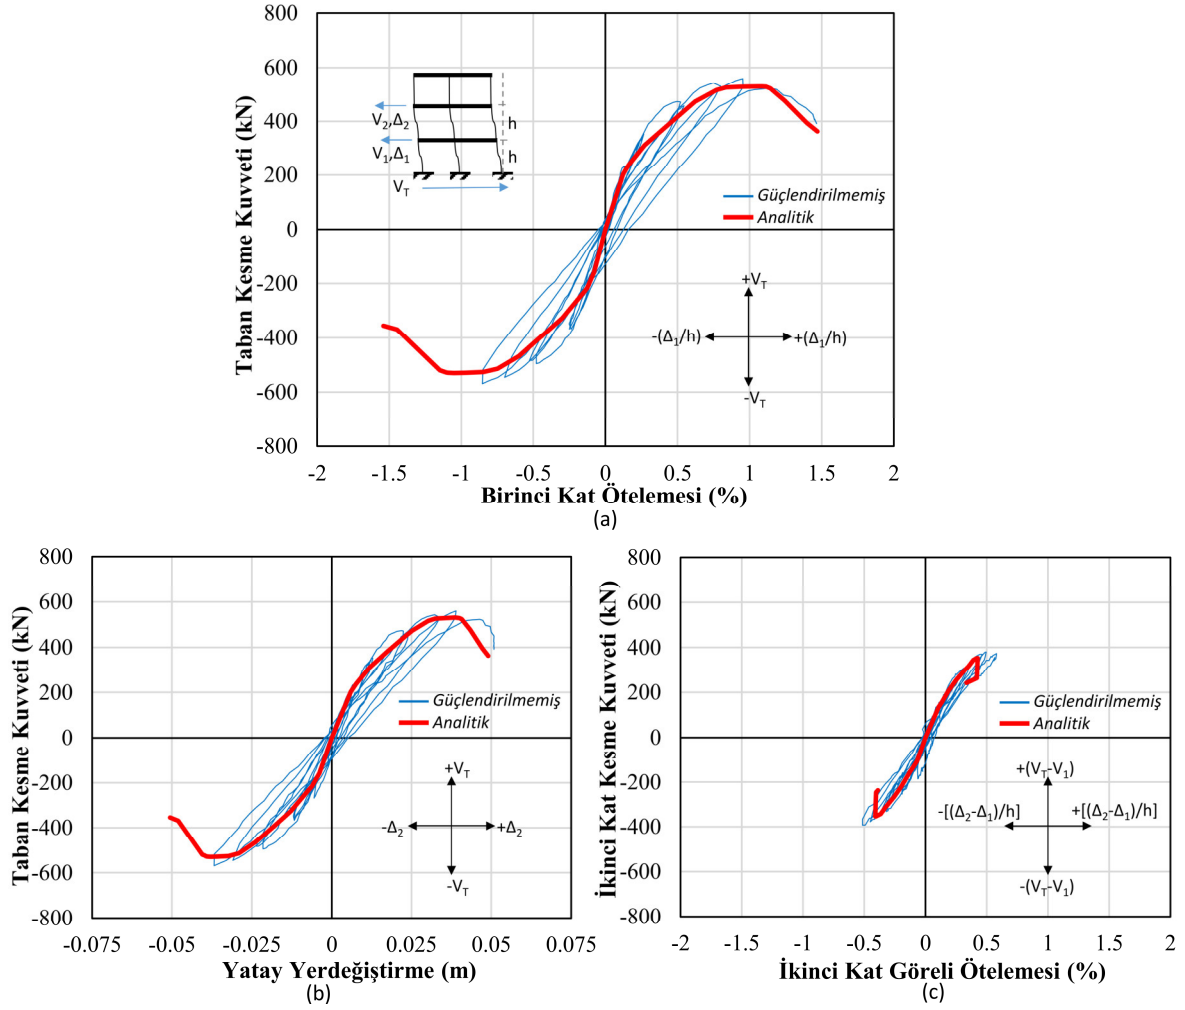 Taban Kesme Kuvveti (kN)
800
600
400
200
0
-200
-400
-600
-800
-2
-1.5
-1
-0.5
0
0.5
1
1.5
2
V2,Δ2
h
V1,Δ1
h
VT
Güçlendirilmemiş
Analitik
+VT
-(Δ1/h)
+(Δ1/h)
-VT
Birinci Kat Ötelemesi (%)
(a)
Taban Kesme Kuvveti (kN)
800
600
400
200
0
-200
-400
-600
-800
-0.075
-0.05
-0.025
0
0.025
0.05
0.075
Güçlendirilmemiş
Analitik
+VT
-Δ2
+Δ2
-VT
Yatay Yerdeğiştirme (m)
(b)
İkinci Kat Kesme Kuvveti (kN)
800
600
400
200
0
-200
-400
-600
-800
-2
-1.5
-1
-0.5
0
0.5
1
1.5
2
Güçlendirilmemiş
Analitik
+(VT-V1)
-[(Δ2-Δ1)/h]
+[(Δ2-Δ1)/h]
-(VT-V1)
İkinci Kat Göreli Ötelemesi (%)
(c)